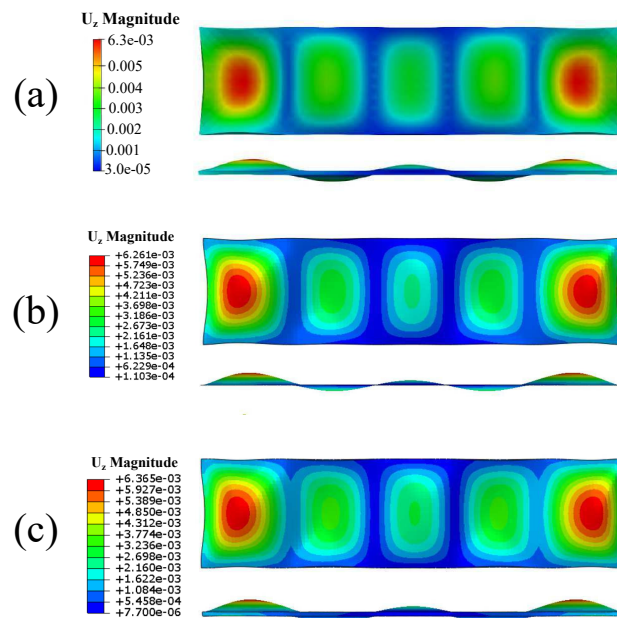 U_z Magnitude
6.3e-03
0.005
0.004
0.002
0.001
3.0e-05
(a)
U_z Magnitude
+6.261e-03
+5.749e-03
+5.236e-03
+4.723e-03
+4.211e-03
+3.698e-03
+3.186e-03
+2.673e-03
+2.161e-03
+1.648e-03
+1.135e-03
+6.229e-04
+1.103e-04
(b)
U_z Magnitude
+6.365e-03
+5.927e-03
+5.389e-03
+4.850e-03
+4.312e-03
+3.774e-03
+3.236e-03
+2.698e-03
+2.160e-03
+1.622e-03
+1.084e-03
+5.458e-04
+7.700e-06
(c)